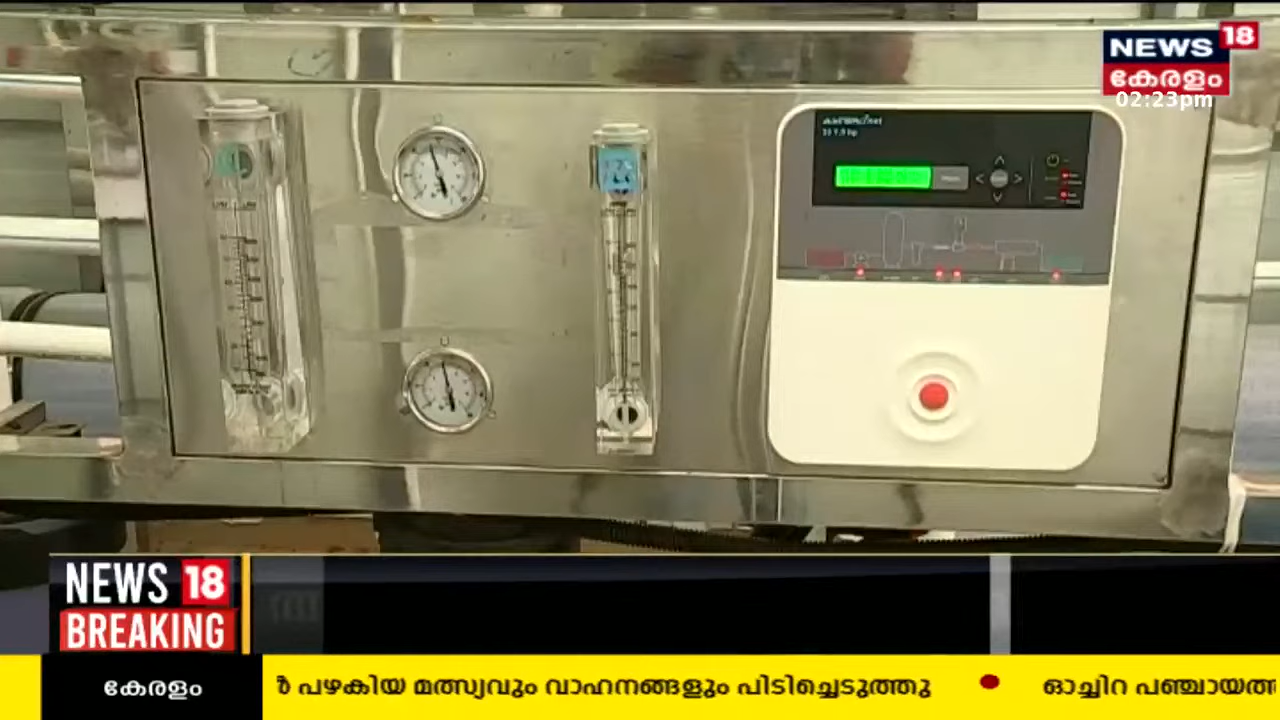 NEWS 18
കേരളം
02:23pm
NEWS 18
BREAKING
കേരളം
ൻ പഴകിയ മത്സ്യവും വാഹനങ്ങളും പിടിച്ചെടുത്തു
ഓച്ചിറ പഞ്ചായത്ത